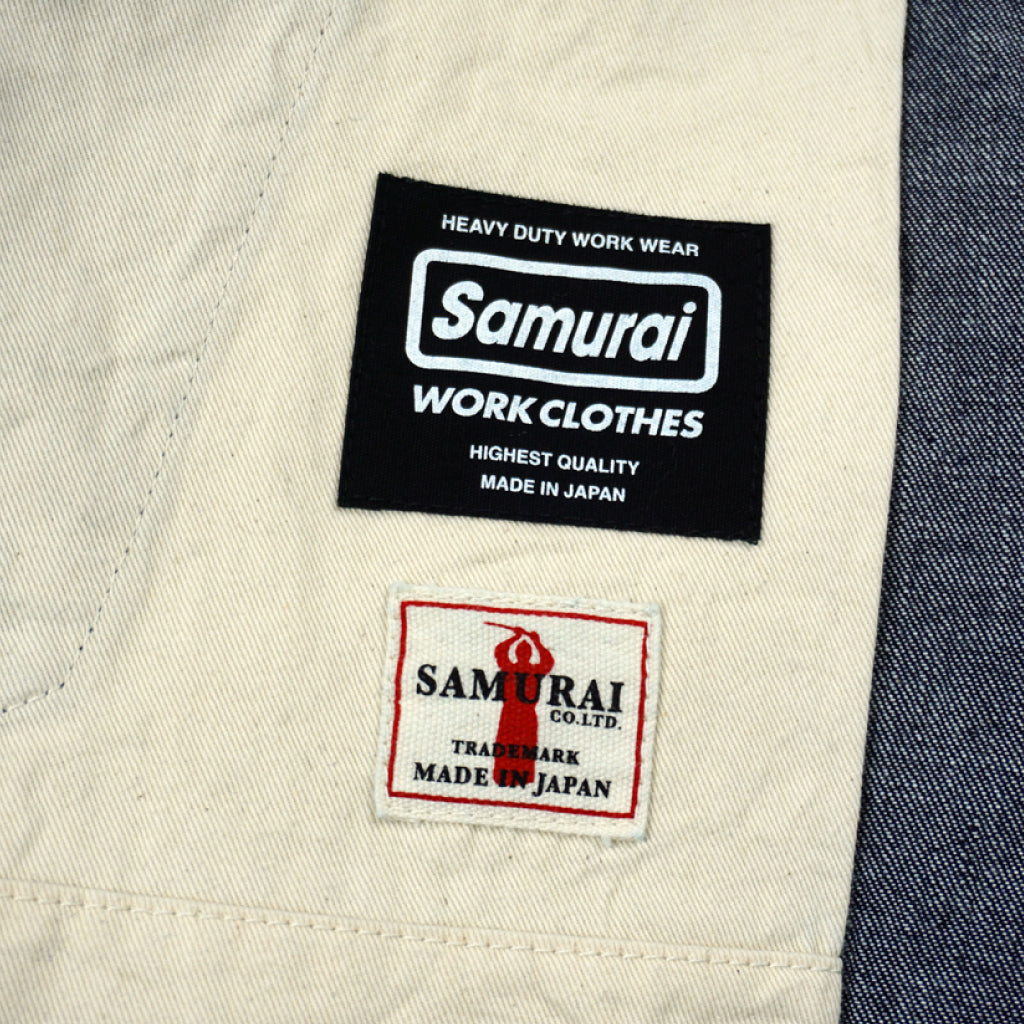 HEAVY DUTY WORK WEAR
Samurai
WORK CLOTHES
HIGHEST QUALITY
MADE IN JAPAN
SAMURAI
CO.LTD.
TRADEMARK
MADE IN JAPAN